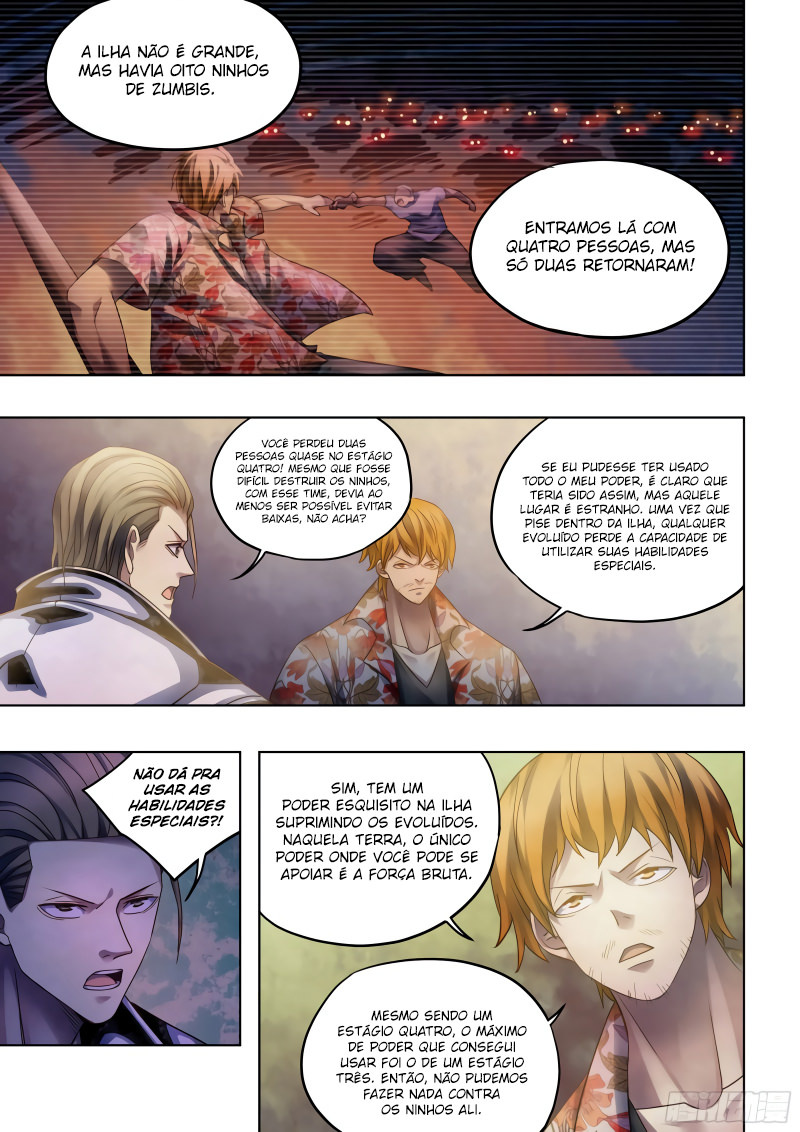 A ILHA NÃO É GRANDE,
MAS HAVIA OITO NINHOS
DE ZUMBIS.
ENTRAMOS LÁ COM
QUATRO PESSOAS, MAS
SÓ DUAS RETORNARAM!
VOCÊ PERDEU DUAS
PESSOAS QUASE NO ESTÁGIO
QUATRO! MESMO QUE FOSSE
DIFÍCIL DESTRUIR OS NINHOS,
COM ESSE TIME, DEVIA AO
MENOS SER POSSÍVEL EVITAR
BAIXAS, NÃO ACHA?
SE EU PUDESSE TER USADO
TODO O MEU PODER, É CLARO QUE
TERIA SIDO ASSIM, MAS AQUELE
LUGAR É ESTRANHO. UMA VEZ QUE
PISE DENTRO DA ILHA, QUALQUER
EVOLUÍDO PERDE A CAPACIDADE DE
UTILIZAR SUAS HABILIDADES
ESPECIAIS.
NÃO DÁ PRA
USAR AS
HABILIDADES
ESPECIAIS?!
SIM, TEM UM
PODER ESQUISITO NA ILHA
SUPRIMINDO OS EVOLUÍDOS.
NAQUELA TERRA, O ÚNICO
PODER ONDE VOCÊ PODE SE
APOIAR É A FORÇA BRUTA.
MESMO SENDO UM
ESTÁGIO QUATRO, O MÁXIMO
DE PODER QUE CONSEGUI
USAR FOI O DE UM ESTÁGIO
TRÊS. ENTÃO, NÃO PUDEMOS
FAZER NADA CONTRA
OS NINHOS ALI.